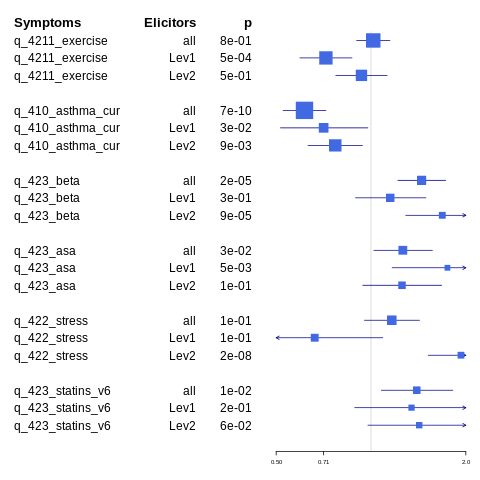 Symptoms Elicitors p
q_4211_exercise all 8e-01
q_4211_exercise Lev1 5e-04
q_4211_exercise Lev2 5e-01
q_410_asthma_cur all 7e-10
q_410_asthma_cur Lev1 3e-02
q_410_asthma_cur Lev2 9e-03
q_423_beta all 2e-05
q_423_beta Lev1 3e-01
q_423_beta Lev2 9e-05
q_423_asa all 3e-02
q_423_asa Lev1 5e-03
q_423_asa Lev2 1e-01
q_422_stress all 1e-01
q_422_stress Lev1 1e-01
q_422_stress Lev2 2e-08
q_423_statins_v6 all 1e-02
q_423_statins_v6 Lev1 2e-01
q_423_statins_v6 Lev2 6e-02
0.50 0.71 2.0